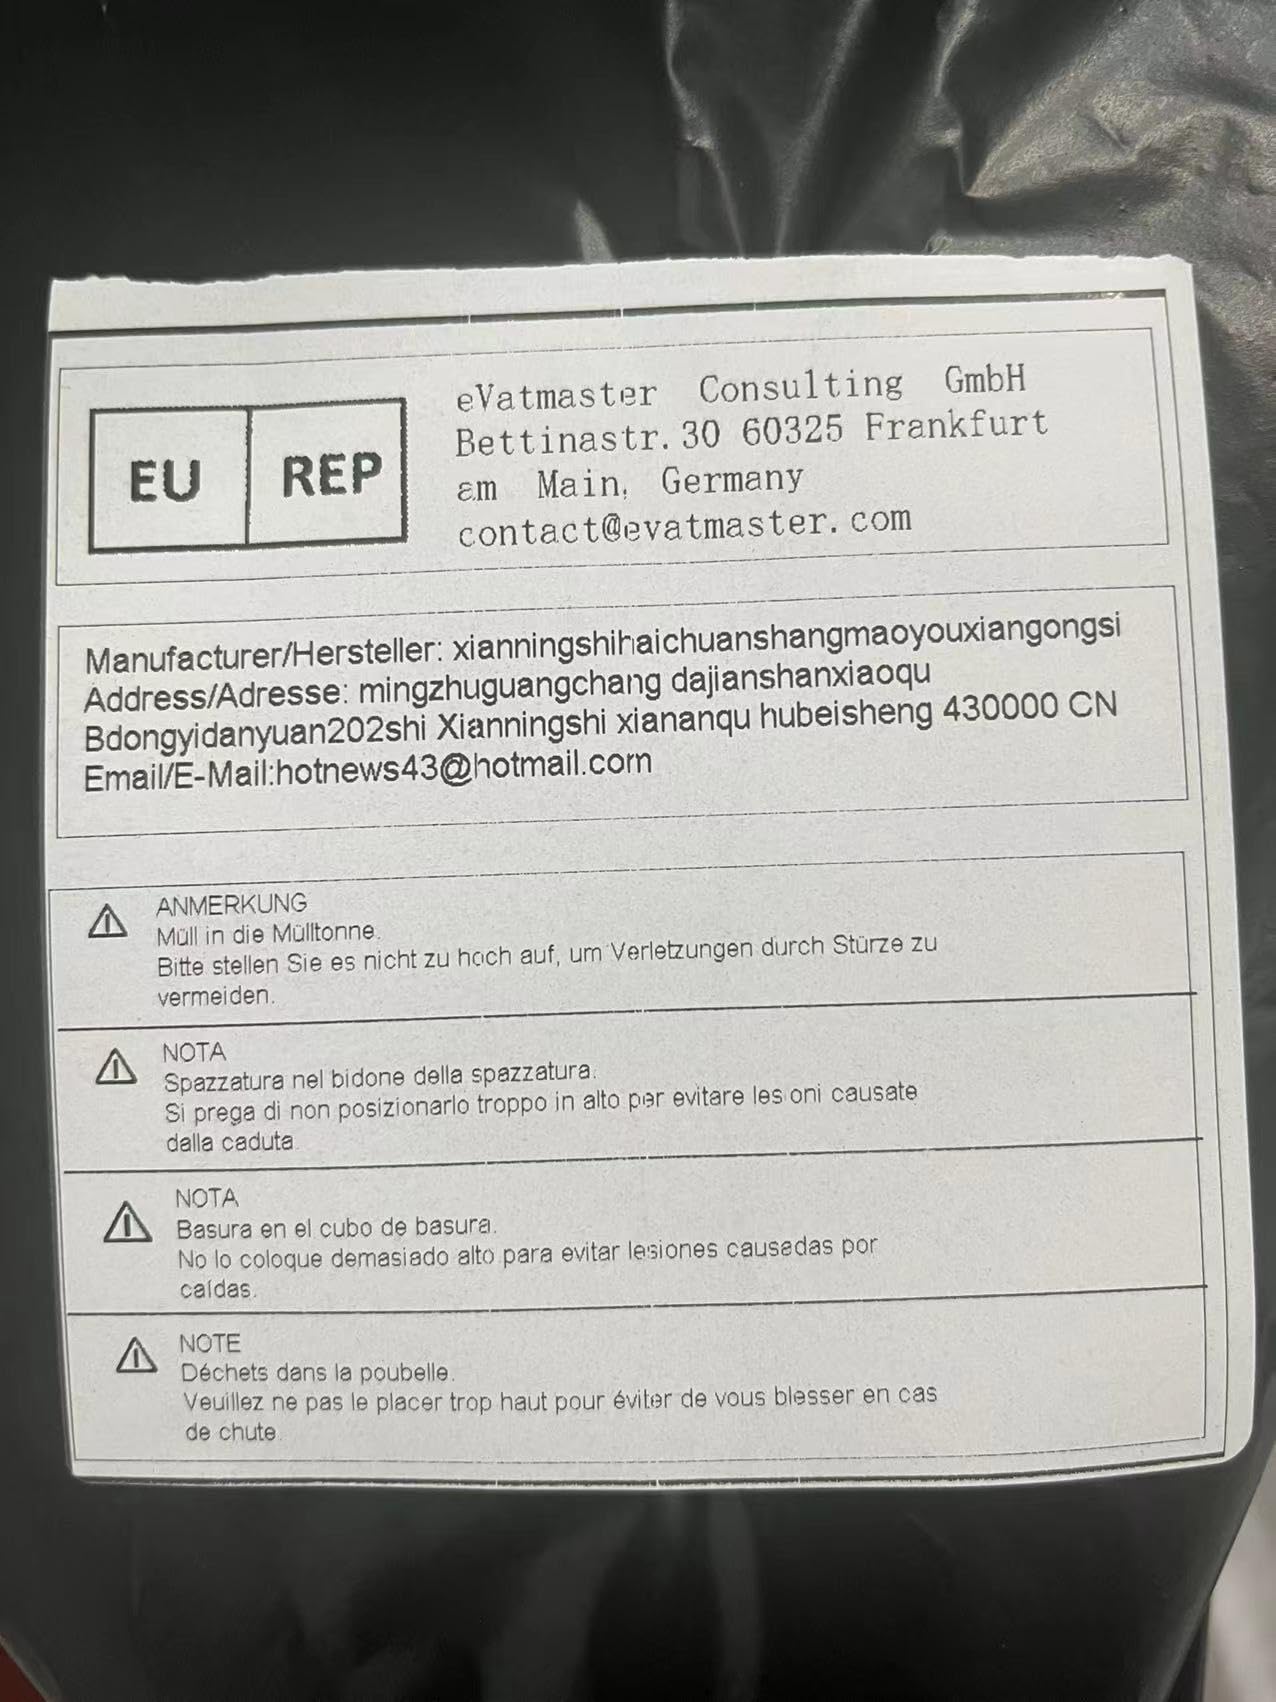 EU REP
eVatmaster Consulting GmbH
Bettinastr. 30 60325 Frankfurt
am Main, Germany
contact@evatmaster.com
Manufacturer/Hersteller: xianningshihaichuanshangmaoyouxiangongsi
Address/Adresse: mingzhuguangchang dajianshanxiaoqu
Bdongyidanyuan202shi Xianningshi xiananqu hubeisheng 430000 CN
Email/E-Mail:hotnews43@hotmail.com
ANMERKUNG
Müll in die Mülltonne.
Bitte stellen Sie es nicht zu hoch auf, um Verletzungen durch Stürze zu
vermeiden.
NOTA
Spazzatura nel bidone della spazzatura.
Si prega di non posizionarlo troppo in alto per evitare lesioni causate
dalla caduta.
NOTA
Basura en el cubo de basura.
No lo coloque demasiado alto para evitar lesiones causadas por
caídas.
NOTE
Déchets dans la poubelle.
Veuillez ne pas le placer trop haut pour éviter de vous blesser en cas
de chute.